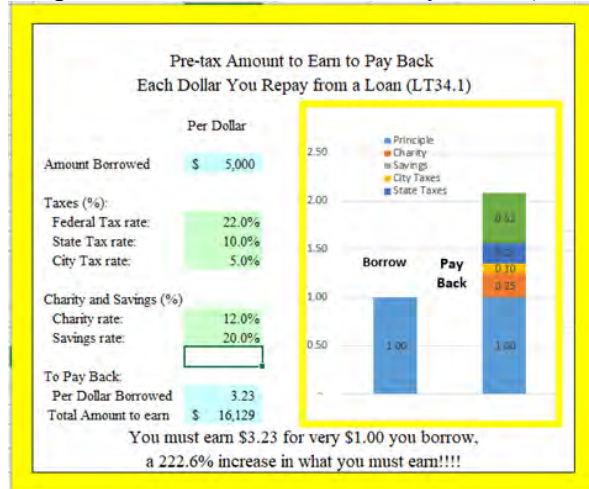 Pre-tax Amount to Earn to Pay Back
Each Dollar You Repay from a Loan (LT34.1)
Per Dollar
Amount Borrowed $ 5,000
Taxes (%):
Federal Tax rate: 22.0%
State Tax rate: 10.0%
City Tax rate: 5.0%
Charity and Savings (%)
Charity rate: 12.0%
Savings rate: 20.0%
To Pay Back:
Per Dollar Borrowed 3.23
Total Amount to earn $ 16,129
2.50
2.00
1.50
1.00
0.50
-
Principle
Charity
Savings
City Taxes
State Taxes
Borrow
Pay
Back
1.00
1.00
0.25
0.10
You must earn $3.23 for very $1.00 you borrow,
a 222.6% increase in what you must earn!!!!